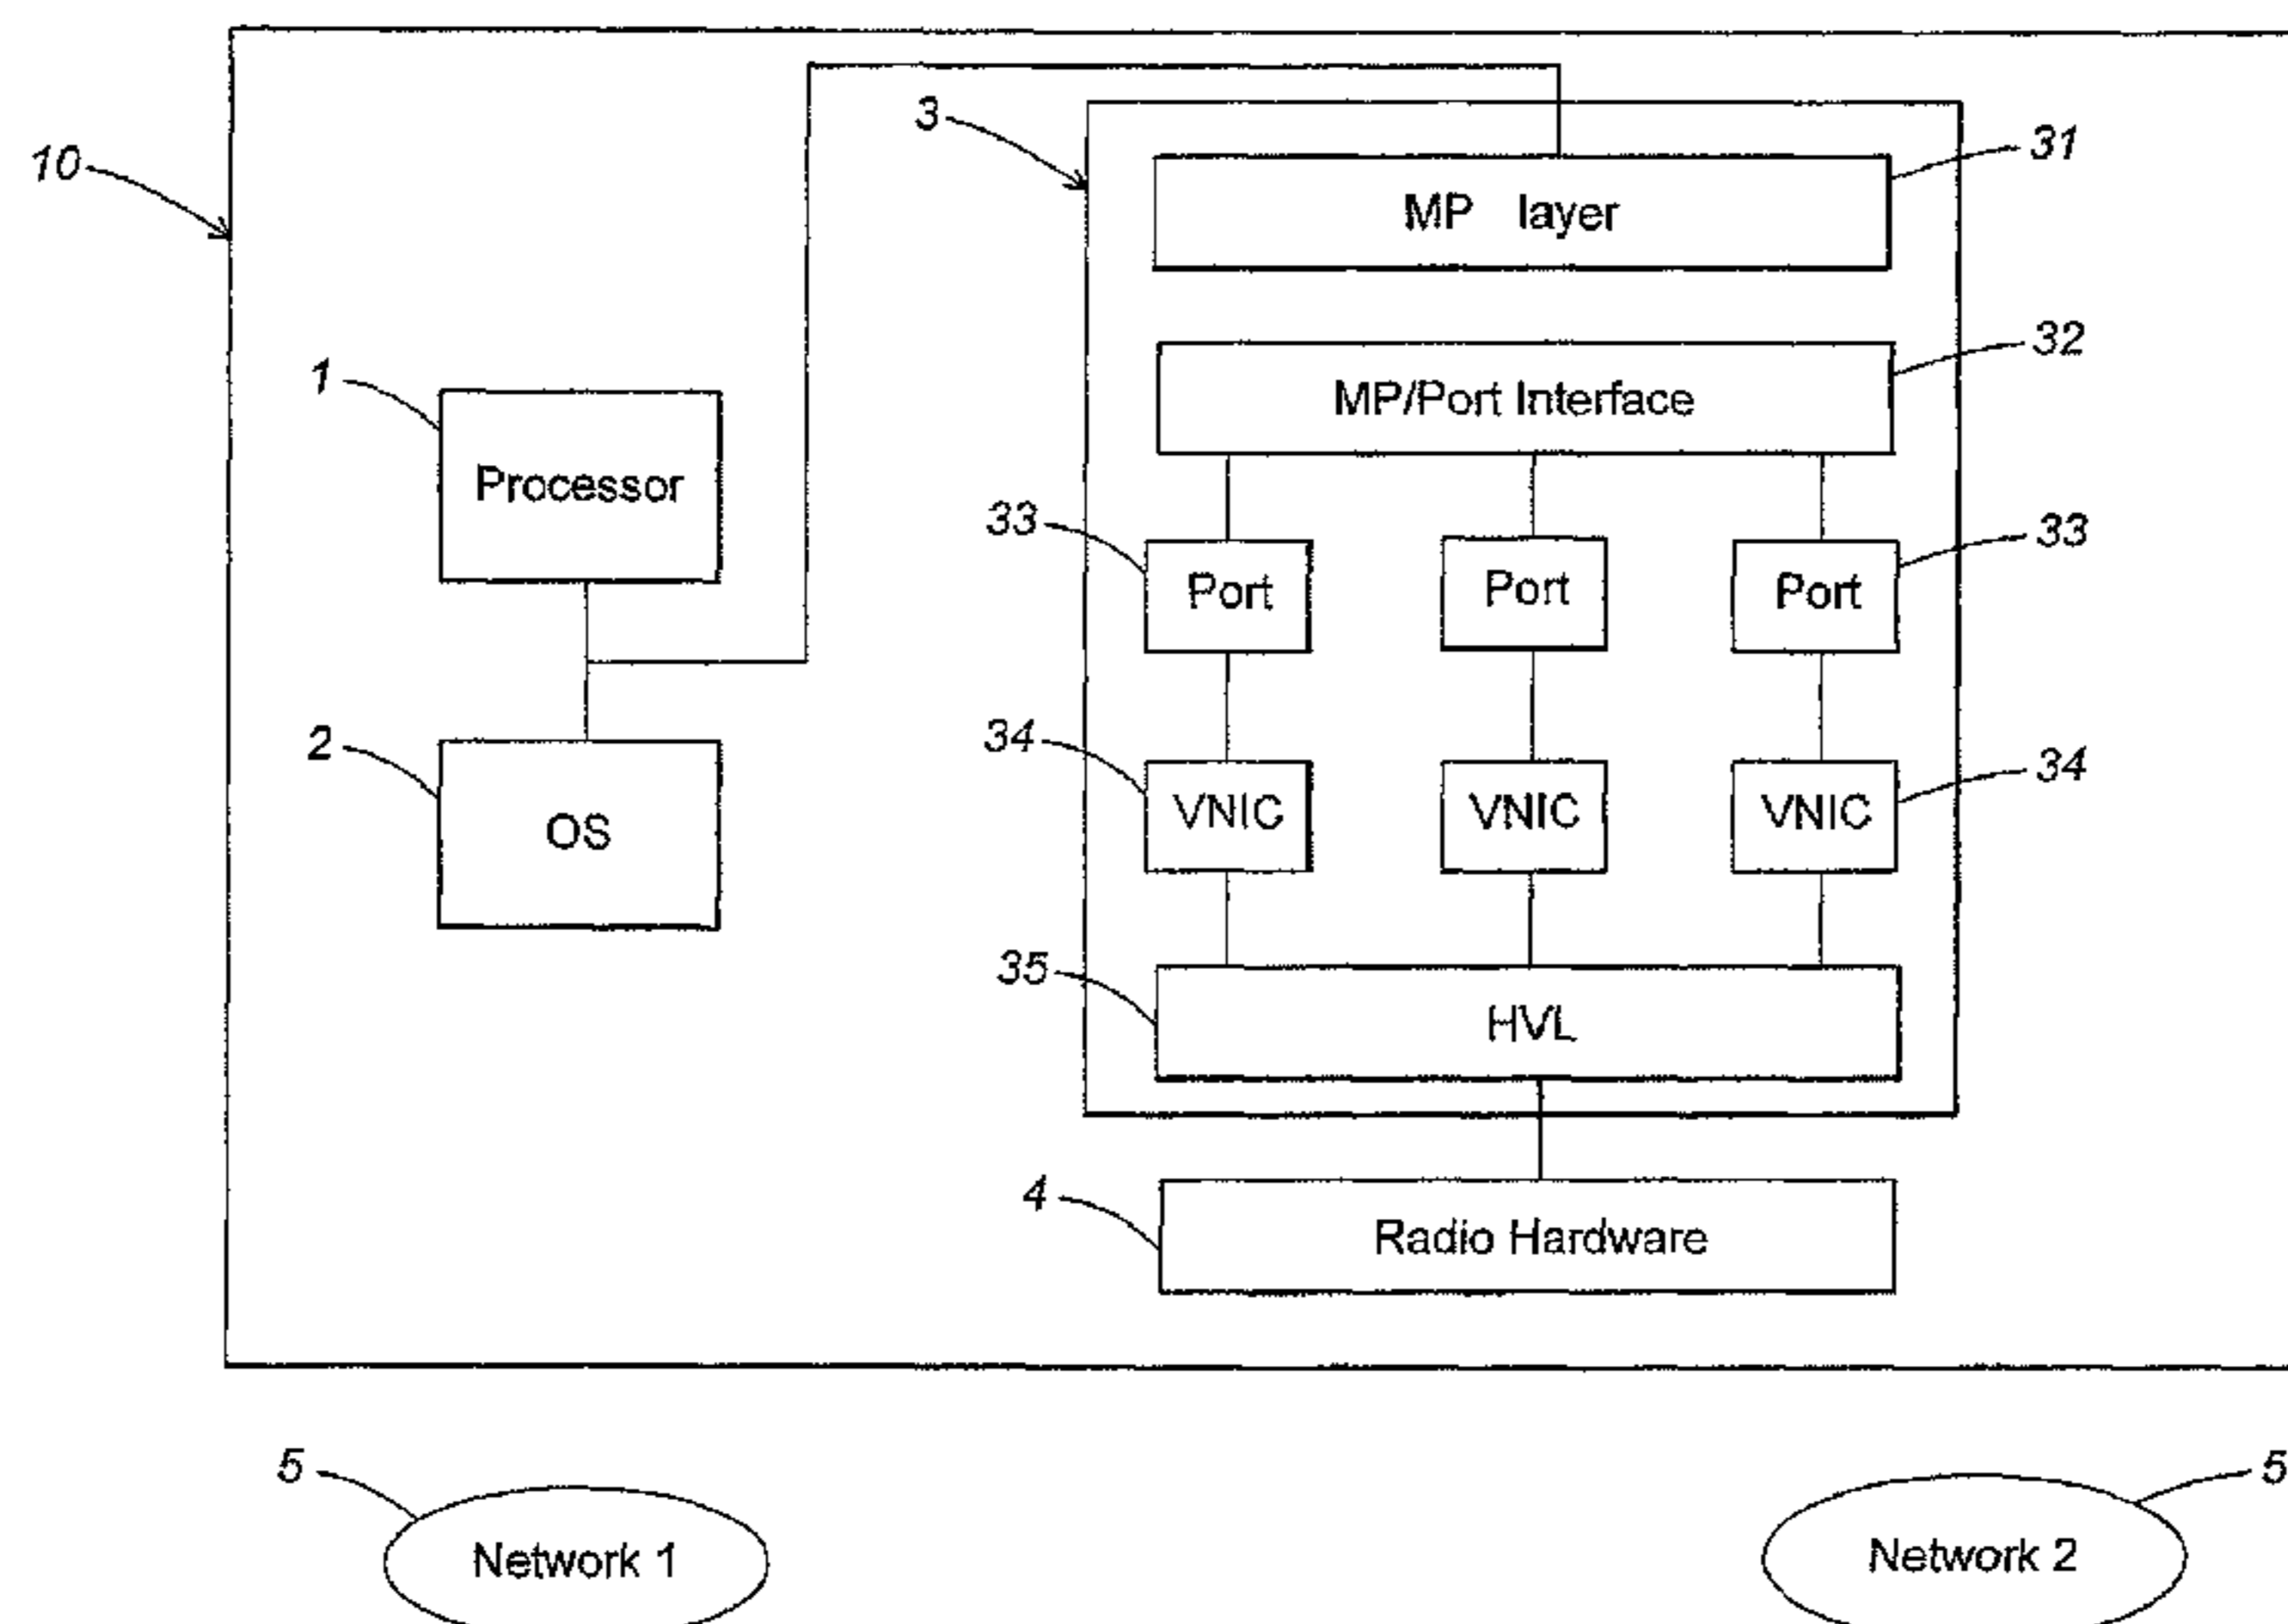 10
3
31
MP layer
32
MP/Port Interface
1
Processor
33
33
Port
Port
Port
2
OS
34
34
VNIC
VNIC
VNIC
35
HVL
4
Radio Hardware
5
5
Network 1
Network 2